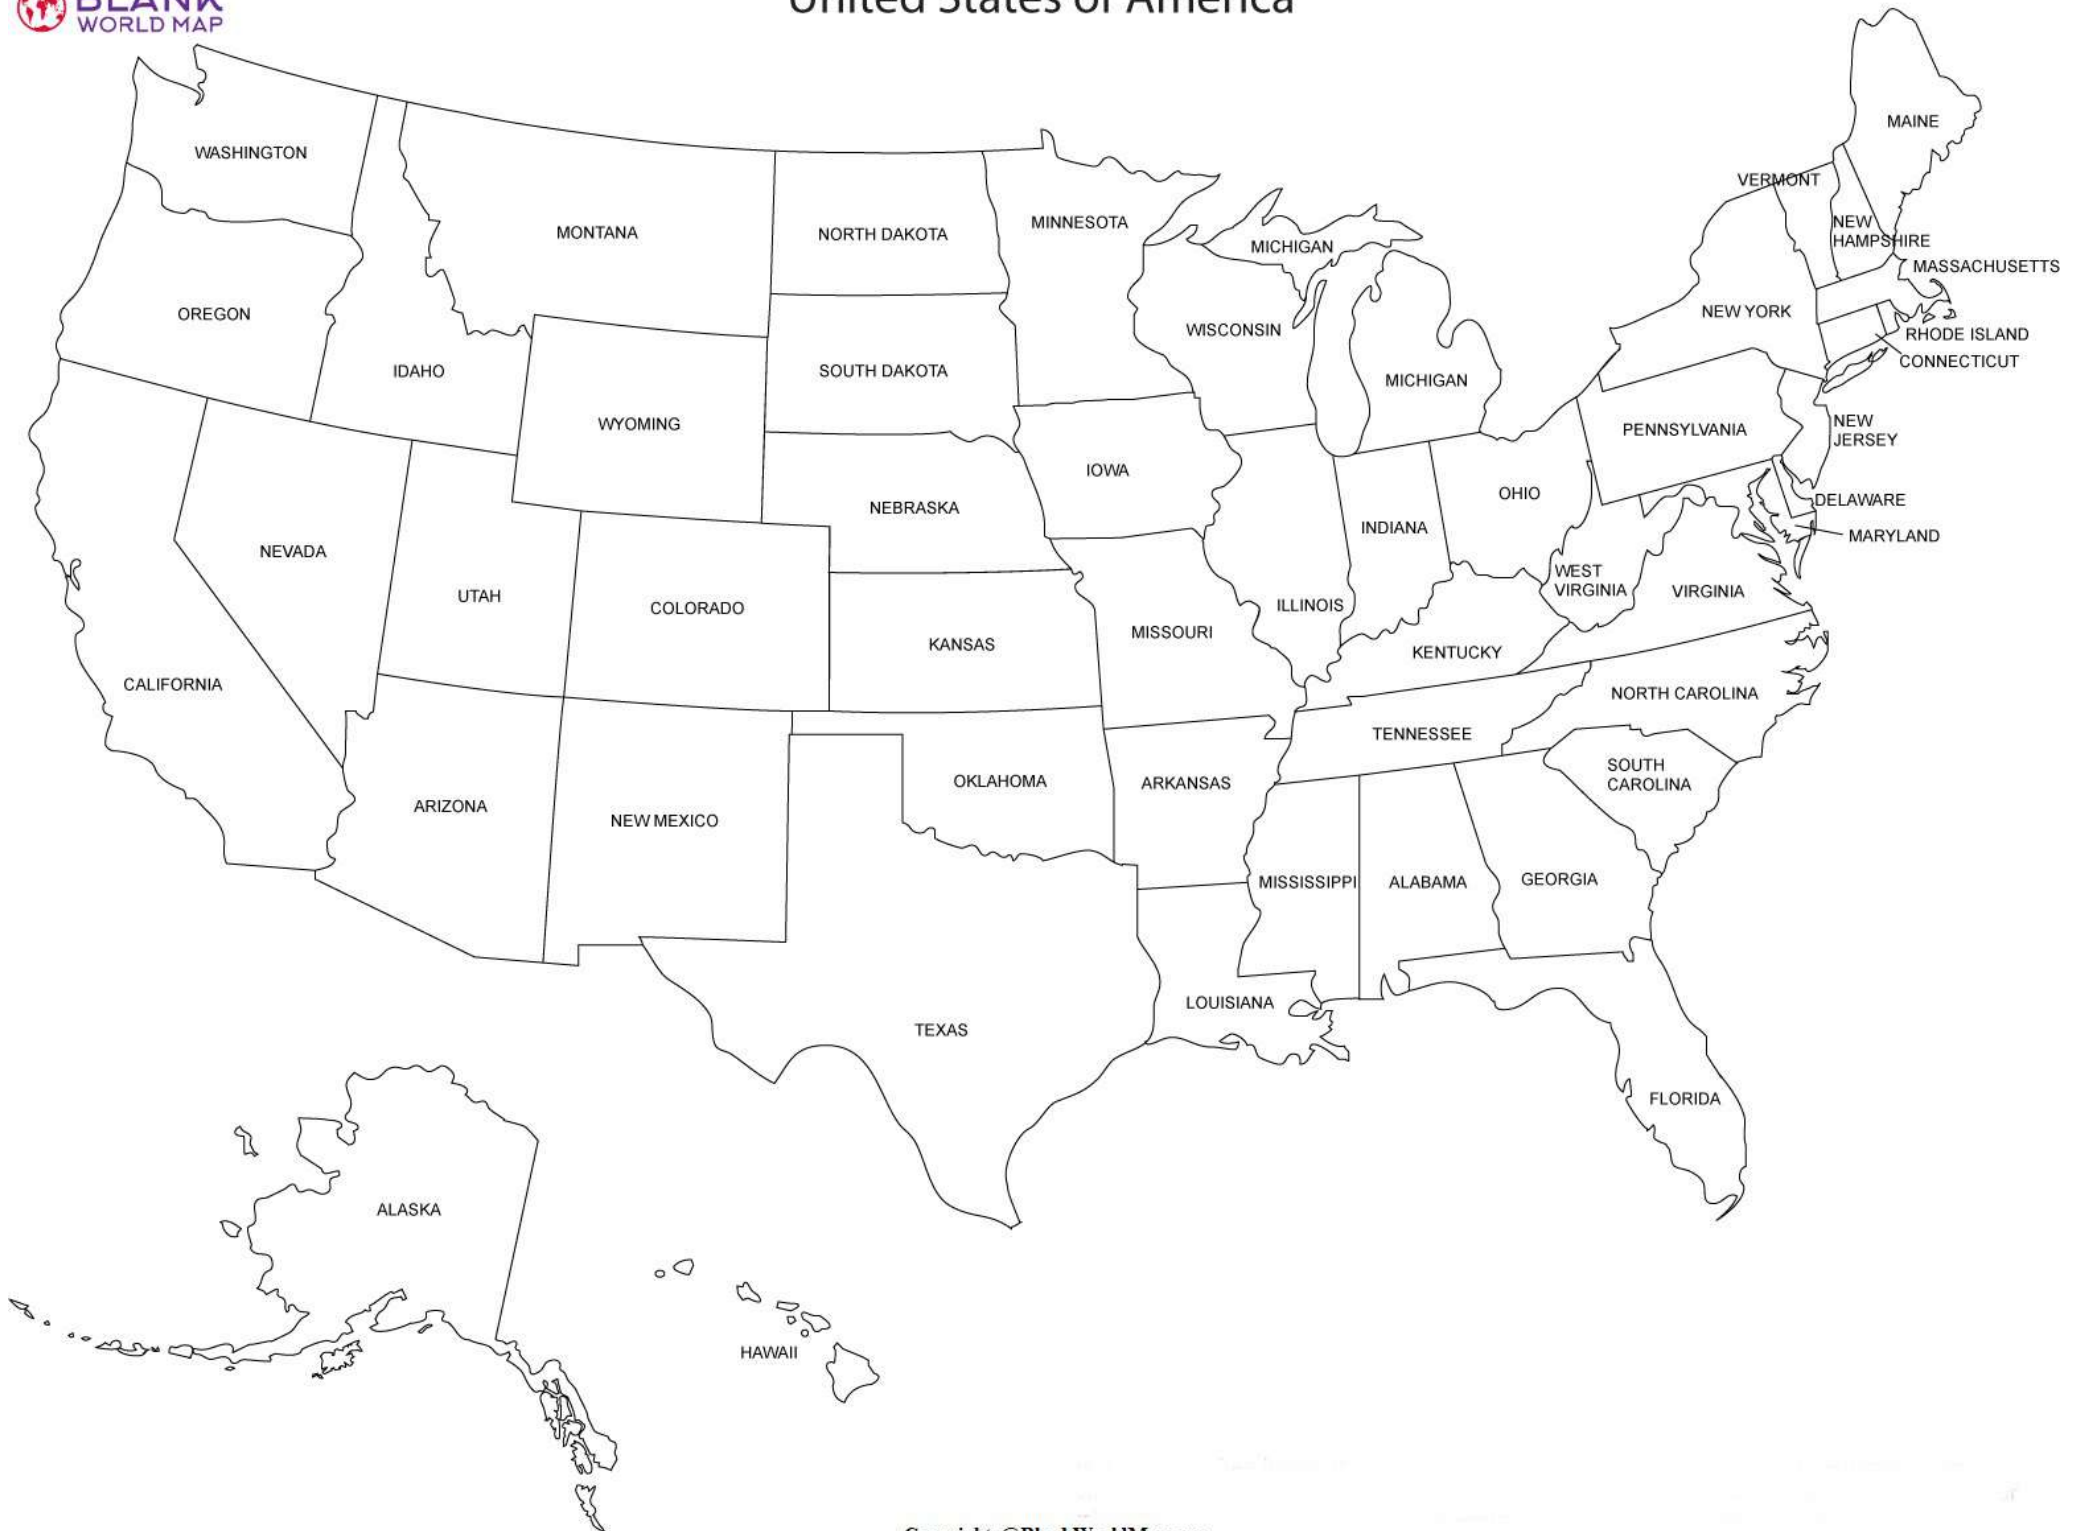 BLANK
WORLD MAP
United States of America
MAINE
WASHINGTON
VERMONT
MONTANA
NORTH DAKOTA
MINNESOTA
NEW
HAMPSHIRE
MICHIGAN
MASSACHUSETTS
OREGON
NEW YORK
WISCONSIN
RHODE ISLAND
CONNECTICUT
IDAHO
SOUTH DAKOTA
MICHIGAN
WYOMING
PENNSYLVANIA
NEW
JERSEY
IOWA
OHIO
DELAWARE
NEBRASKA
INDIANA
MARYLAND
NEVADA
WEST
VIRGINIA
VIRGINIA
UTAH
COLORADO
ILLINOIS
MISSOURI
KANSAS
KENTUCKY
CALIFORNIA
NORTH CAROLINA
TENNESSEE
SOUTH
CAROLINA
OKLAHOMA
ARKANSAS
ARIZONA
NEW MEXICO
MISSISSIPPI
ALABAMA
GEORGIA
LOUISIANA
TEXAS
FLORIDA
ALASKA
HAWAII